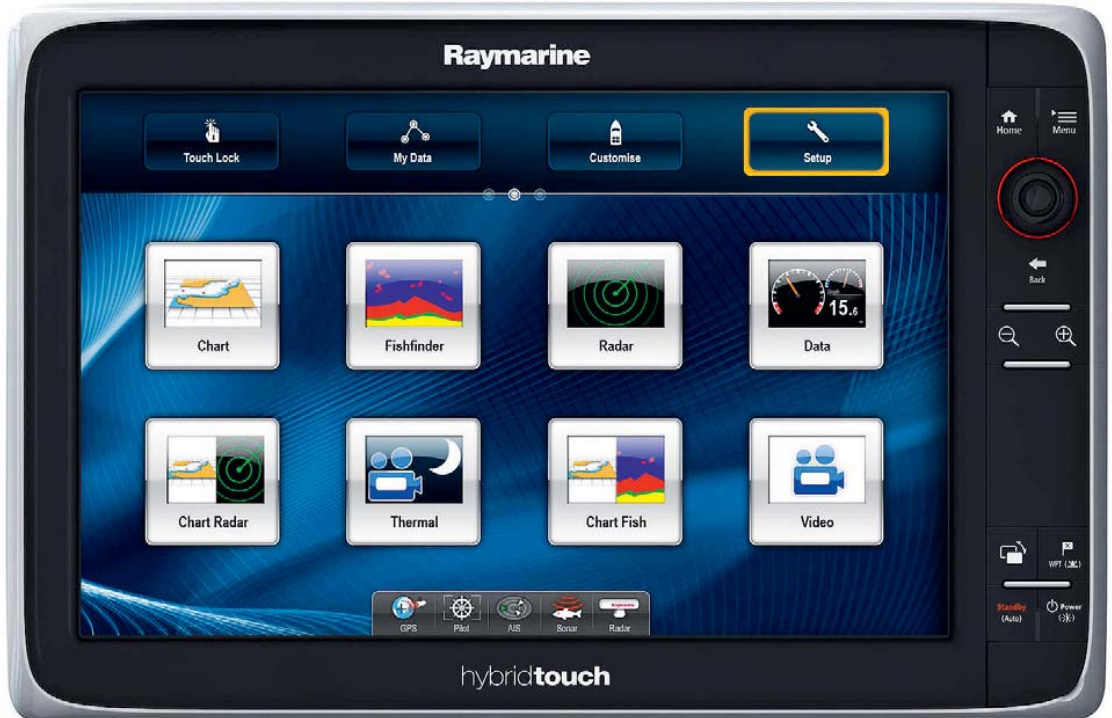 Raymarine
Touch Lock
My Data
Customise
Setup
Chart
Fishfinder
Radar
Data
15.6
Chart Radar
Thermal
Chart Fish
Video
GPS
Pilot
AIS
Sonar
Radar
hybridtouch
Home
Menu
Back
WPT
Standby
(Auto)
Power